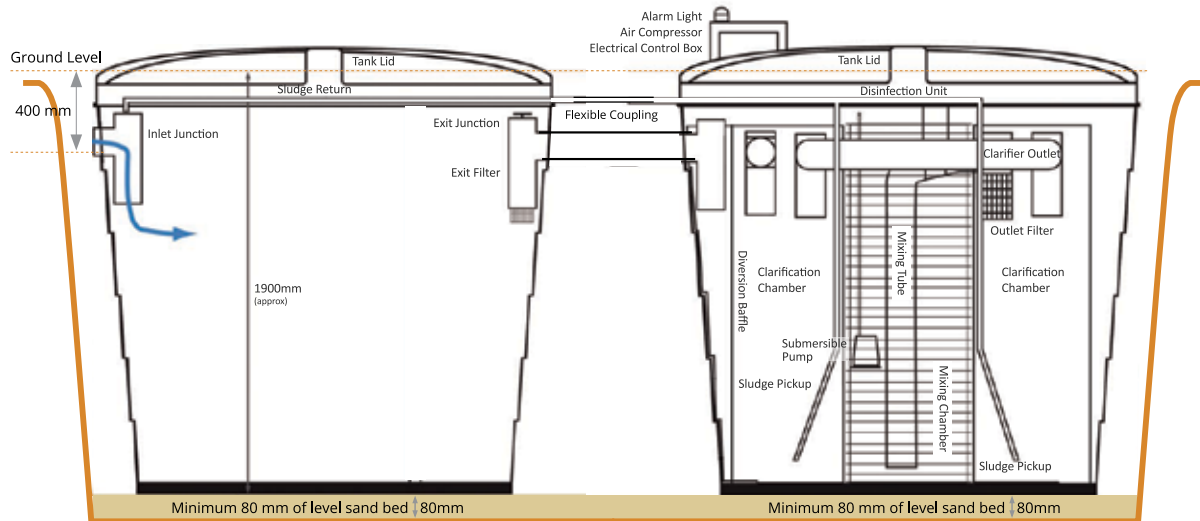 Alarm Light
Air Compressor
Electrical Control Box
Ground Level
Tank Lid
Tank Lid
400 mm
Sludge Return
Disinfection Unit
Inlet Junction
Exit Junction
Flexible Coupling
Exit Filter
Clarifier Outlet
Outlet Filter
Mixing Tube
Diversion Baffle
Clarification
Chamber
Clarification
Chamber
1900mm
(approx)
Submersible
Pump
Sludge Pickup
Mixing Chamber
Sludge Pickup
Minimum 80 mm of level sand bed
80mm
Minimum 80 mm of level sand bed
80mm